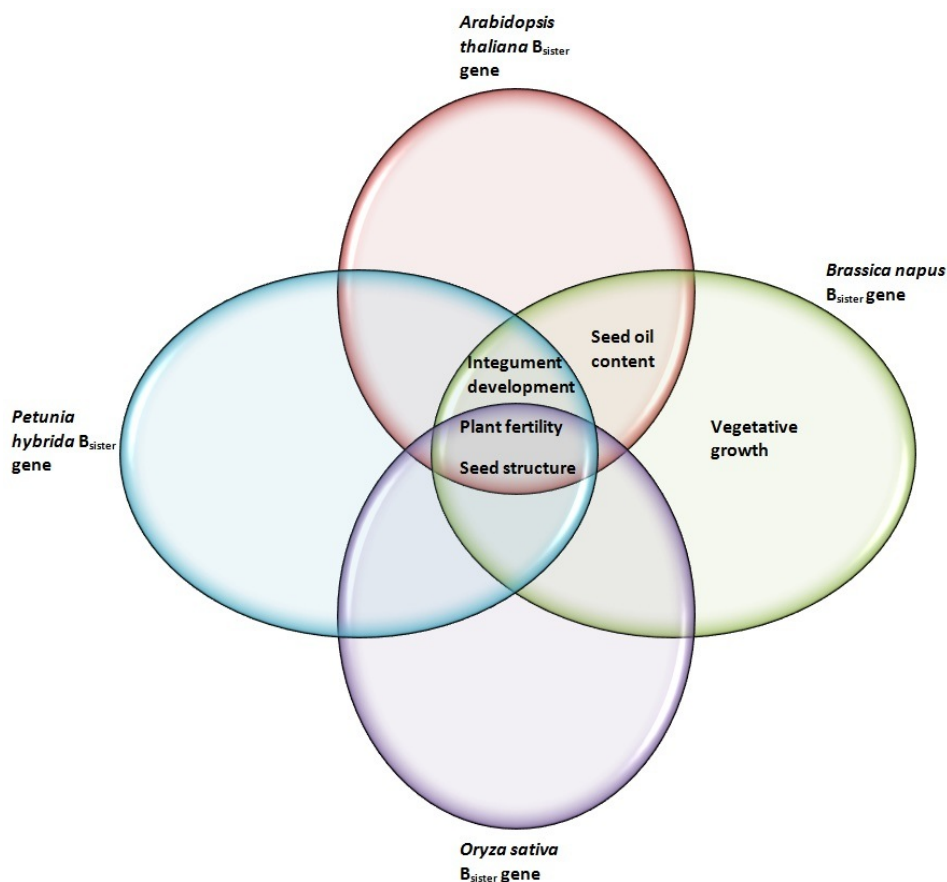 Arabidopsis
thaliana Bsister
gene
Brassica napus
Bsister gene
Seed oil
content
Integument
development
Petunia
hybrida Bsister
gene
Plant fertility
Seed structure
Vegetative
growth
Oryza sativa
Bsister gene